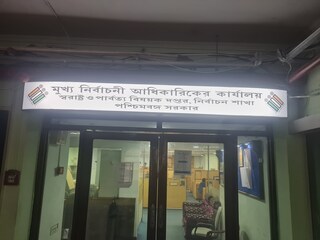 মুখ্য নির্বাচনী আধিকারিকের কার্যালয়
স্বরাষ্ট্র ও পার্বত্য বিষয়ক দপ্তর, নির্বাচন শাখা
পশ্চিমবঙ্গ সরকার